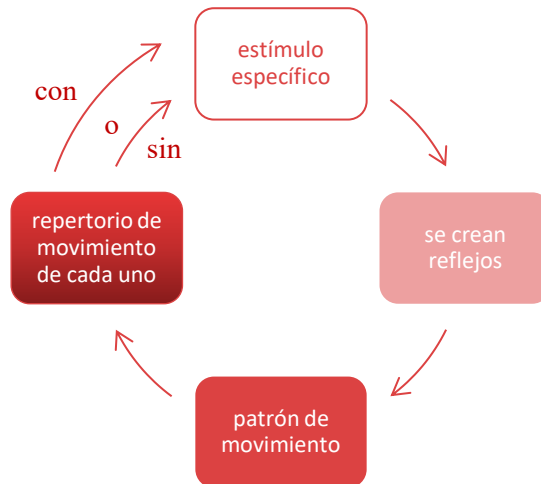 estímulo
específico
con
o
sin
repertorio de
movimiento
de cada uno
se crean
reflejos
patrón de
movimiento